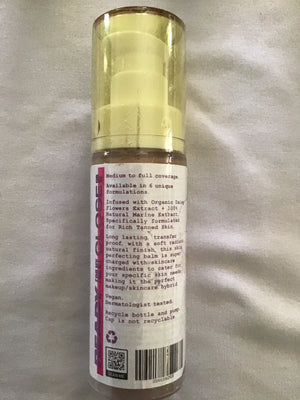 Medium to full coverage.
Available in 6 unique
formulations.
Infused with Organic Daisy
Flowers Extract + 100%
Natural Marine Extract.
Specifically formulated
for Rich Tanned Skin.
Long lasting, transfer
proof, with a soft radiant
natural finish, this skin
perfecting balm is super
charged with skincare
ingredients to cater for
your specific skin needs
making it the perfect
makeup/skincare hybrid.
Vegan.
Dermatologist tested.
Recycle bottle and pump.
Cap is not recyclable.
READY
CLOSER